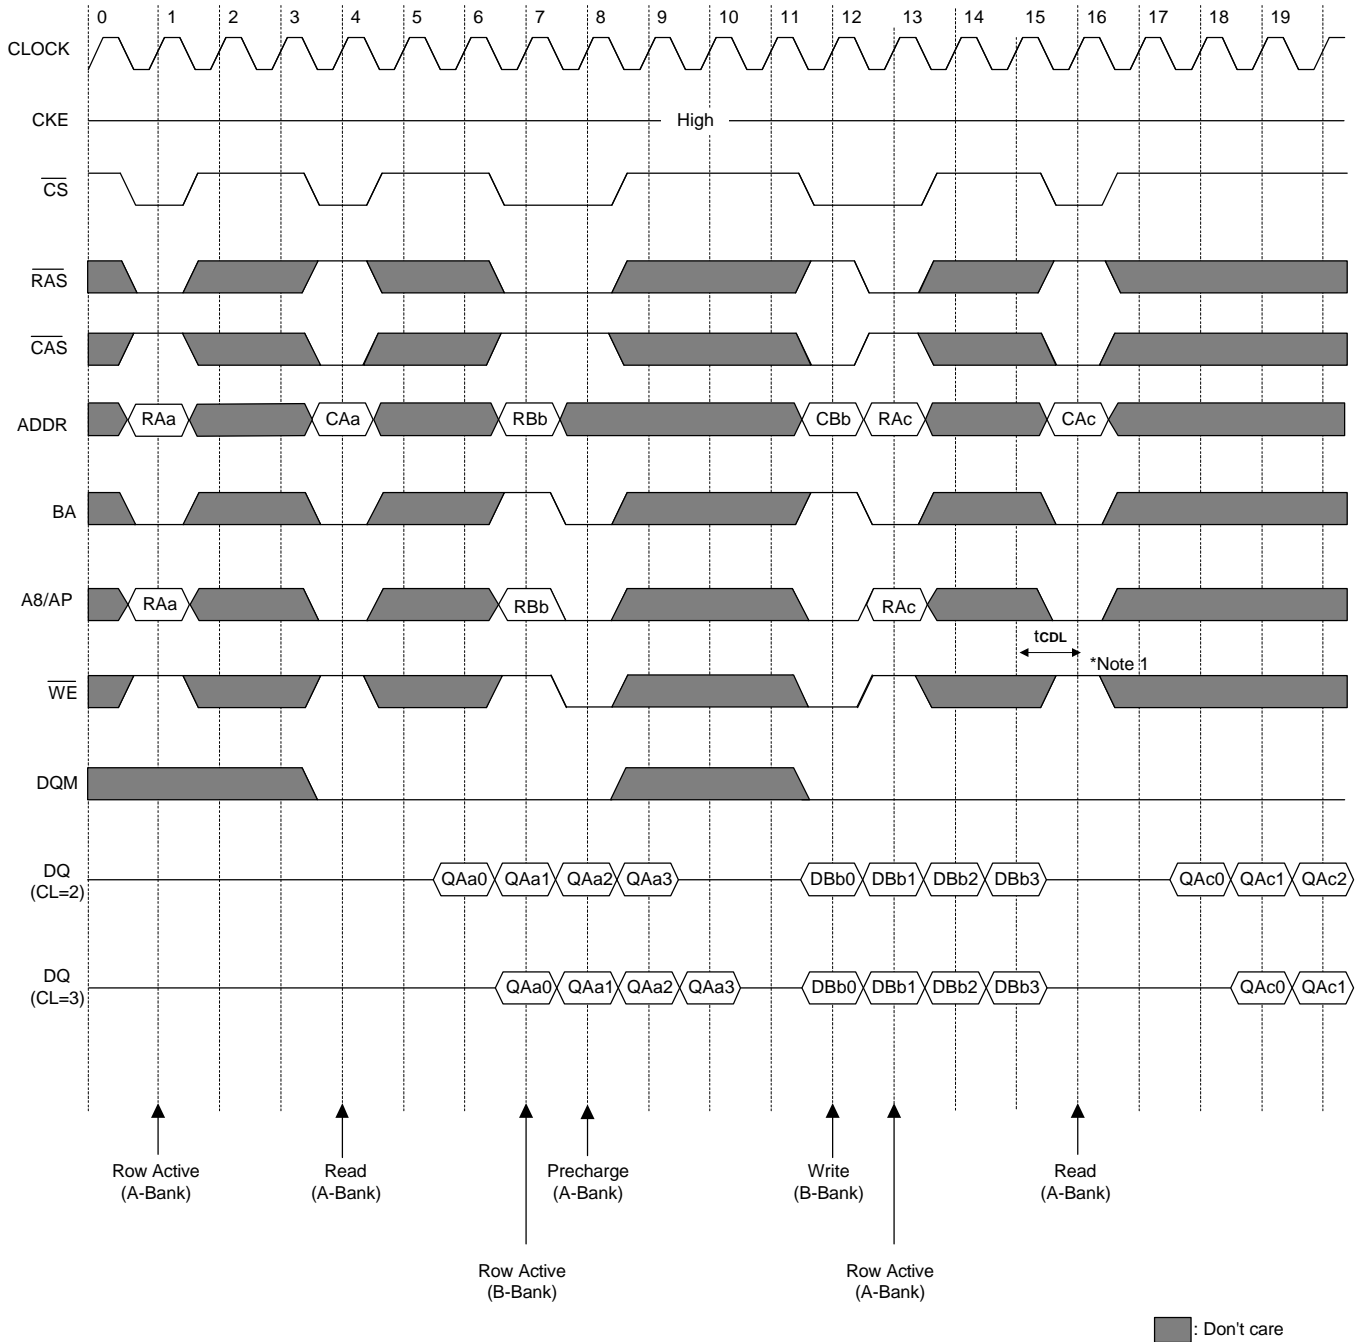 0 1 2 3 4 5 6 7 8 9 10 11 12 13 14 15 16 17 18 19
CLOCK
CKE High
CS
RAS
CAS
ADDR RAa CAa RBb CBb RAc CAc
BA
A8/AP RAa RBb RAc
tCDL
*Note 1
WE
DQM
DQ
(CL=2) QAa0 QAa1 QAa2 QAa3 DBb0 DBb1 DBb2 DBb3 QAc0 QAc1 QAc2
DQ
(CL=3) QAa0 QAa1 QAa2 QAa3 DBb0 DBb1 DBb2 DBb3 QAc0 QAc1
Row Active
(A-Bank)
Read
(A-Bank)
Precharge
(A-Bank)
Write
(B-Bank)
Read
(A-Bank)
Row Active
(B-Bank)
Row Active
(A-Bank)
: Don't care